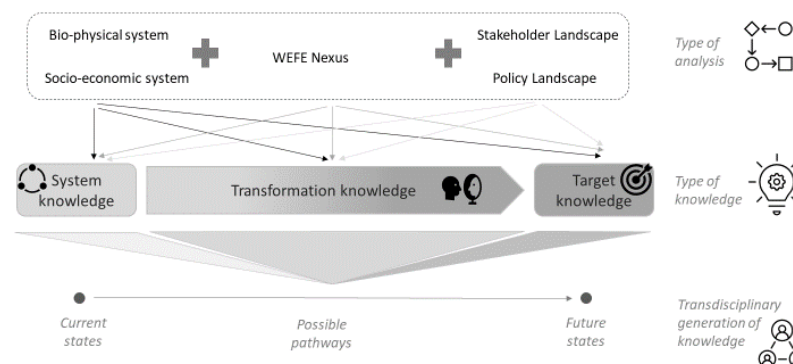 Bio-physical system
Socio-economic system
WEFE Nexus
Stakeholder Landscape
Policy Landscape
Type of
analysis
System
knowledge
Transformation knowledge
Target
knowledge
Type of
knowledge
Current
states
Possible
pathways
Future
states
Transdisciplinary
generation of
knowledge